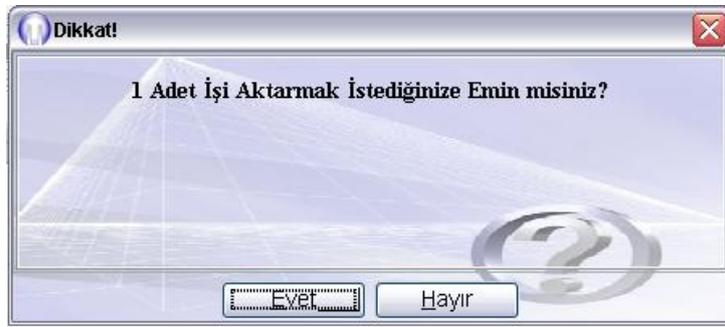 Dikkat!
1 Adet İşi Aktarmak İstediğinize Emin misiniz?
Evet Hayır